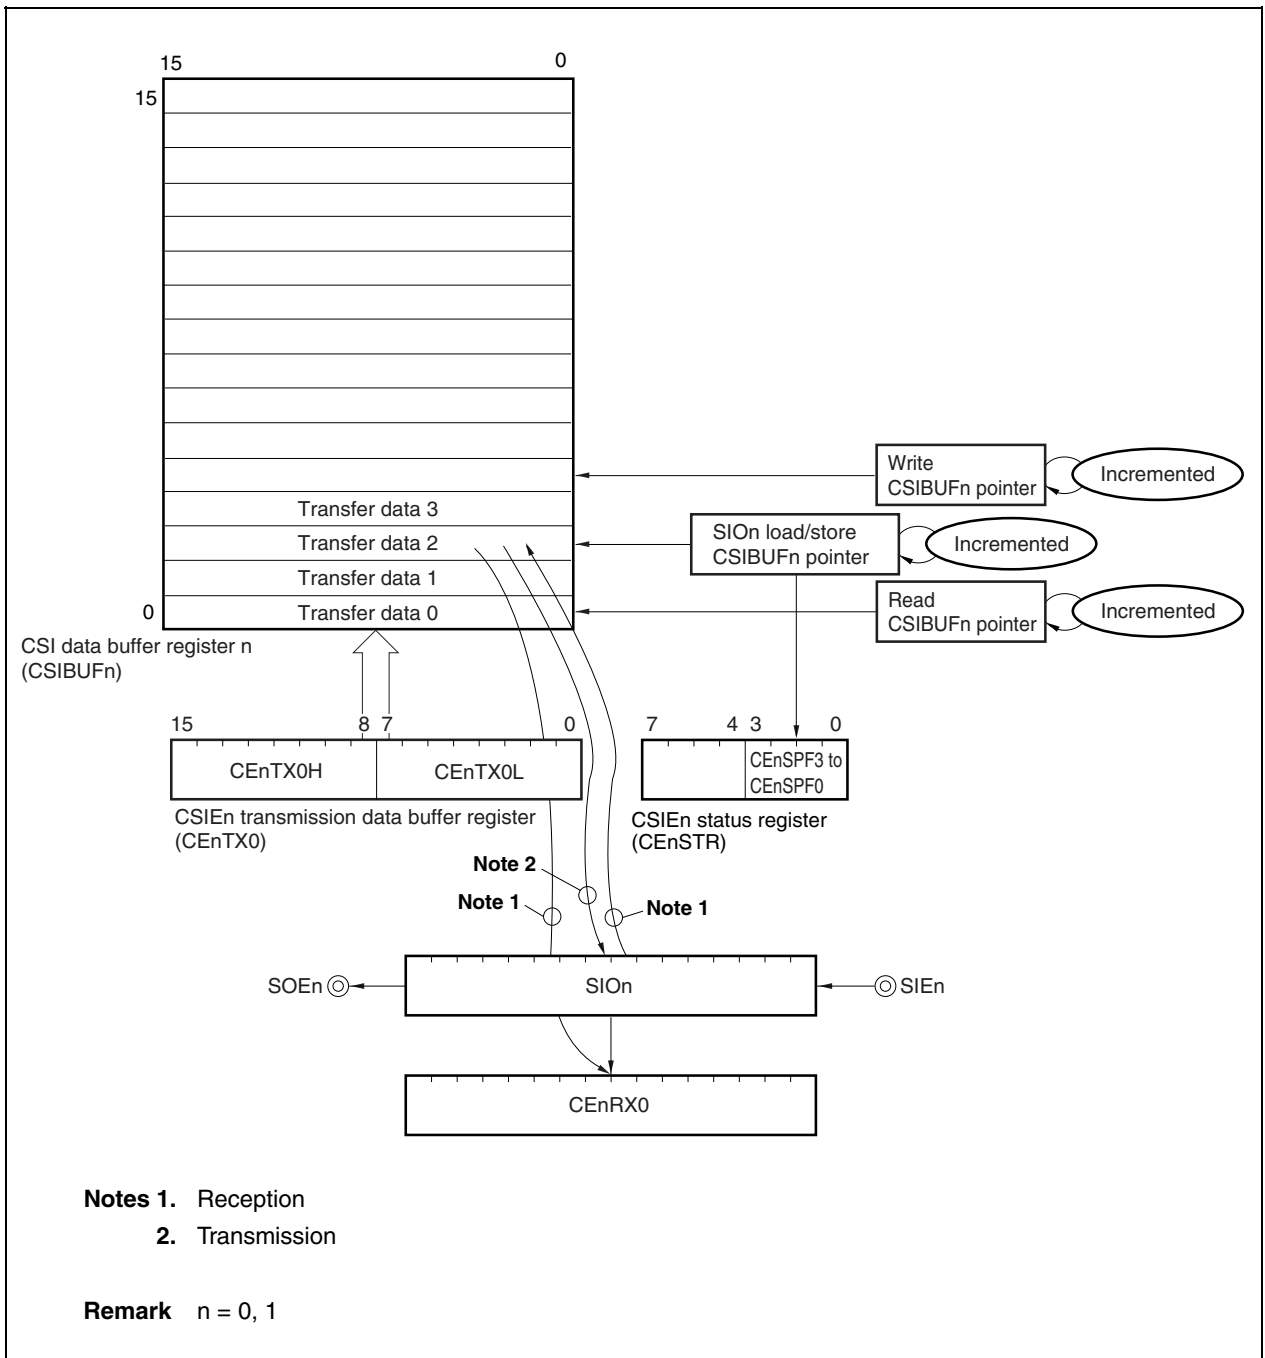 15 0
15
Write
CSIBUFn pointer
Incremented
Transfer data 3
SIOn load/store
CSIBUFn pointer
Incremented
Transfer data 2
Transfer data 1
Read
CSIBUFn pointer
Incremented
0 Transfer data 0
CSI data buffer register n
(CSIBUFn)
15 8 7 0
7 4 3 0
CEnTX0H CEnTX0L
CEnSPF3 to
CEnSPF0
CSIEn transmission data buffer register
(CEnTX0)
CSIEn status register
(CEnSTR)
Note 2
Note 1
Note 1
SOEn SIOn SIEn
CEnRX0
Notes 1. Reception
2. Transmission
Remark n = 0, 1